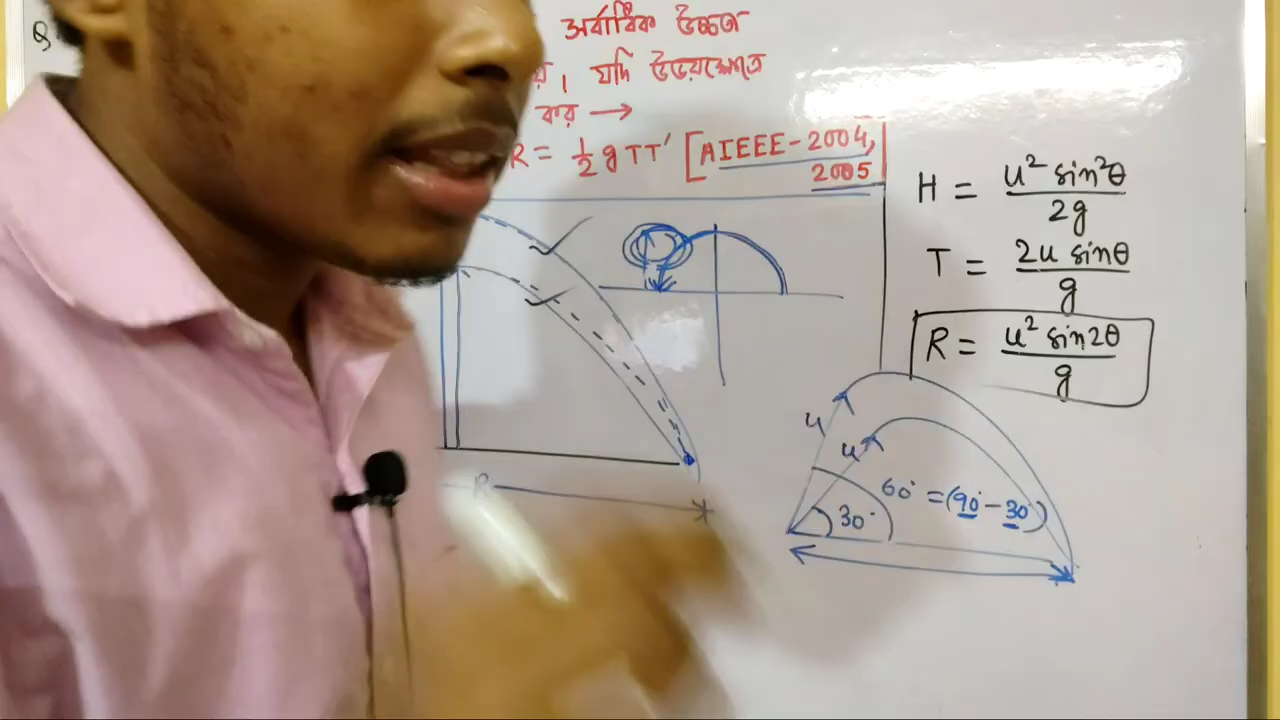 সর্বাধিক উচ্চতা
য়, যদি উভয়ক্ষেত্রে
কর →
R = 1/2 g T T′ [AIEEE-2004,
2005
H = u² sin²θ / 2g
T = 2u sinθ / g
R = u² sin2θ / g
u
u
60° = (90° - 30°)
30°
R